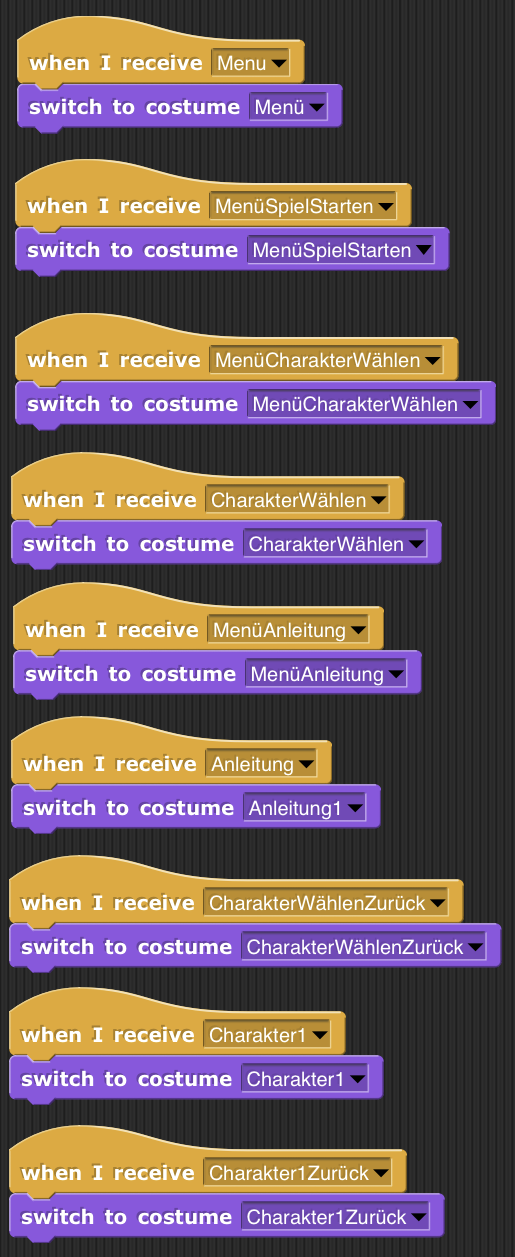 when I receive Menu
switch to costume Menü
when I receive MenüSpielStarten
switch to costume MenüSpielStarten
when I receive MenüCharakterWählen
switch to costume MenüCharakterWählen
when I receive CharakterWählen
switch to costume CharakterWählen
when I receive MenüAnleitung
switch to costume MenüAnleitung
when I receive Anleitung
switch to costume Anleitung1
when I receive CharakterWählenZurück
switch to costume CharakterWählenZurück
when I receive Charakter1
switch to costume Charakter1
when I receive Charakter1Zurück
switch to costume Charakter1Zurück